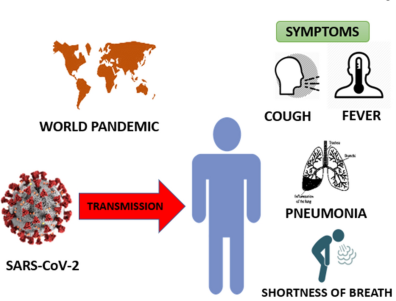 SYMPTOMS
WORLD PANDEMIC
COUGH
FEVER
TRANSMISSION
PNEUMONIA
SARS-CoV-2
SHORTNESS OF BREATH